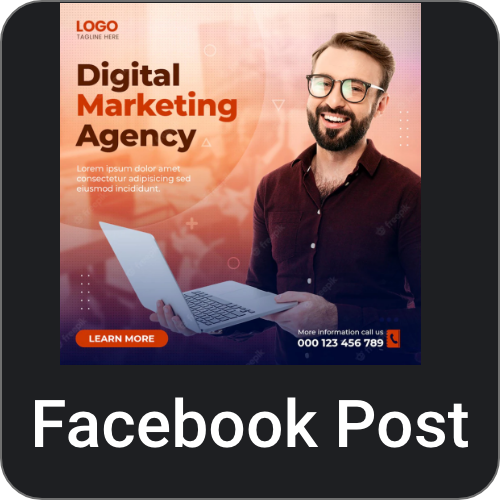 LOGO
TAGLINE HERE
Digital
Marketing
Agency
Lorem ipsum dolor amet
consectetur adipisicing sed
eiusmod incididunt.
LEARN MORE
More information call us
000 123 456 789
Facebook Post